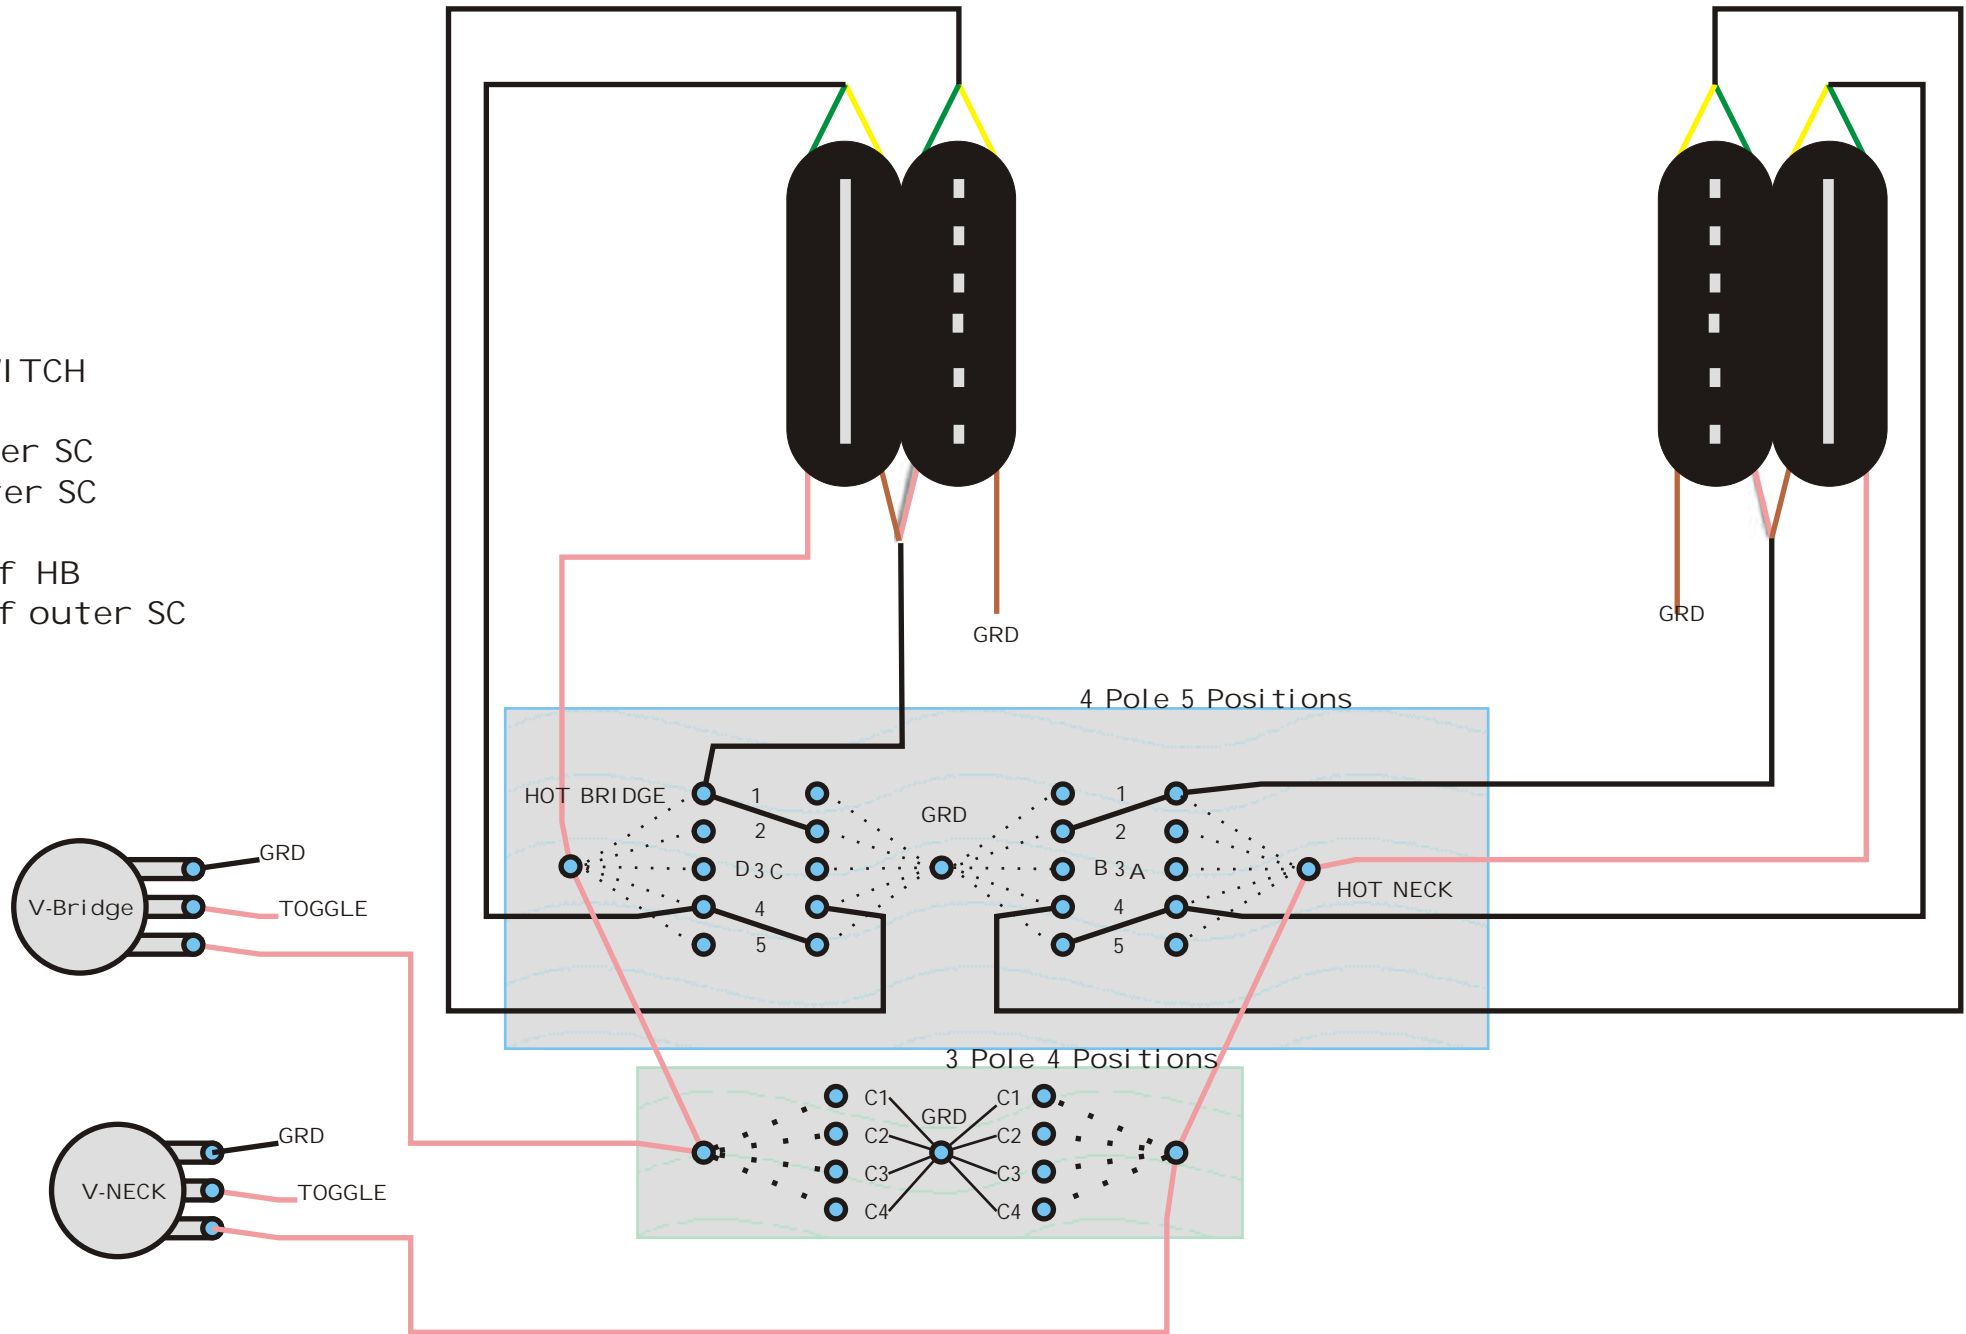 er SC
er SC
f HB
f outer SC
GRD
GRD
4 Pole 5 Positions
HOT BRIDGE
1
2
D 3 C
4
5
GRD
1
2
B 3 A
4
5
HOT NECK
V-Bridge
GRD
TOGGLE
3 Pole 4 Positions
C1
C2
C3
C4
GRD
C1
C2
C3
C4
V-NECK
GRD
TOGGLE